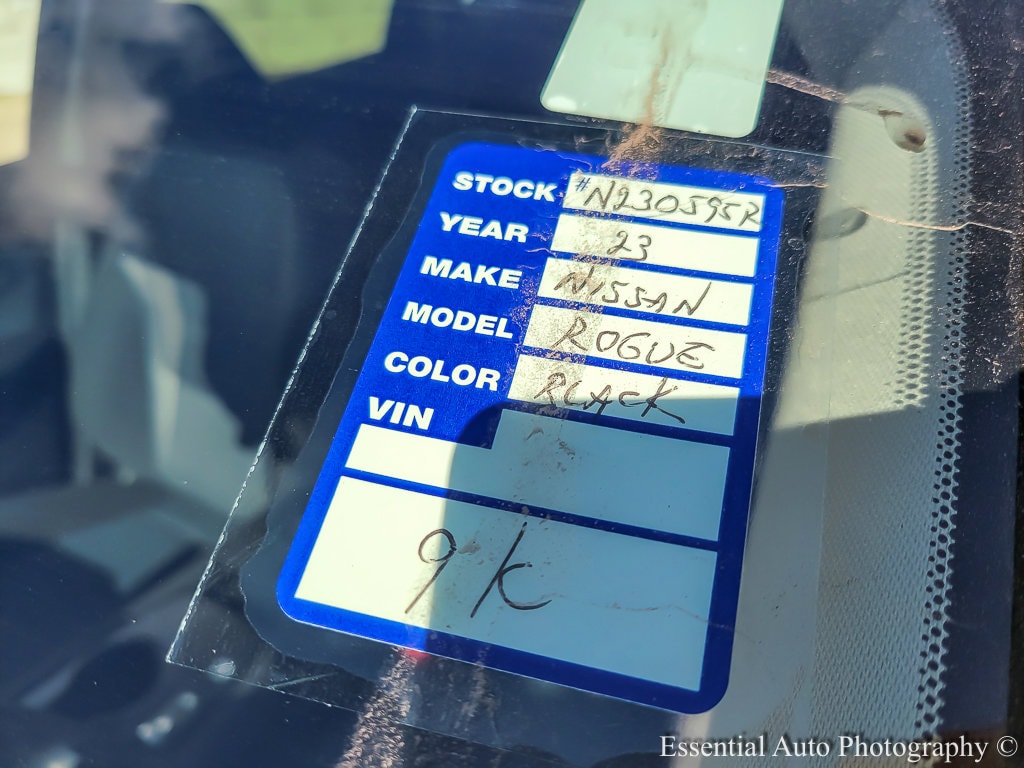 STOCK #N230595R
YEAR 23
MAKE NISSAN
MODEL ROGUE
COLOR BLACK
VIN
9K
Essential Auto Photography ©